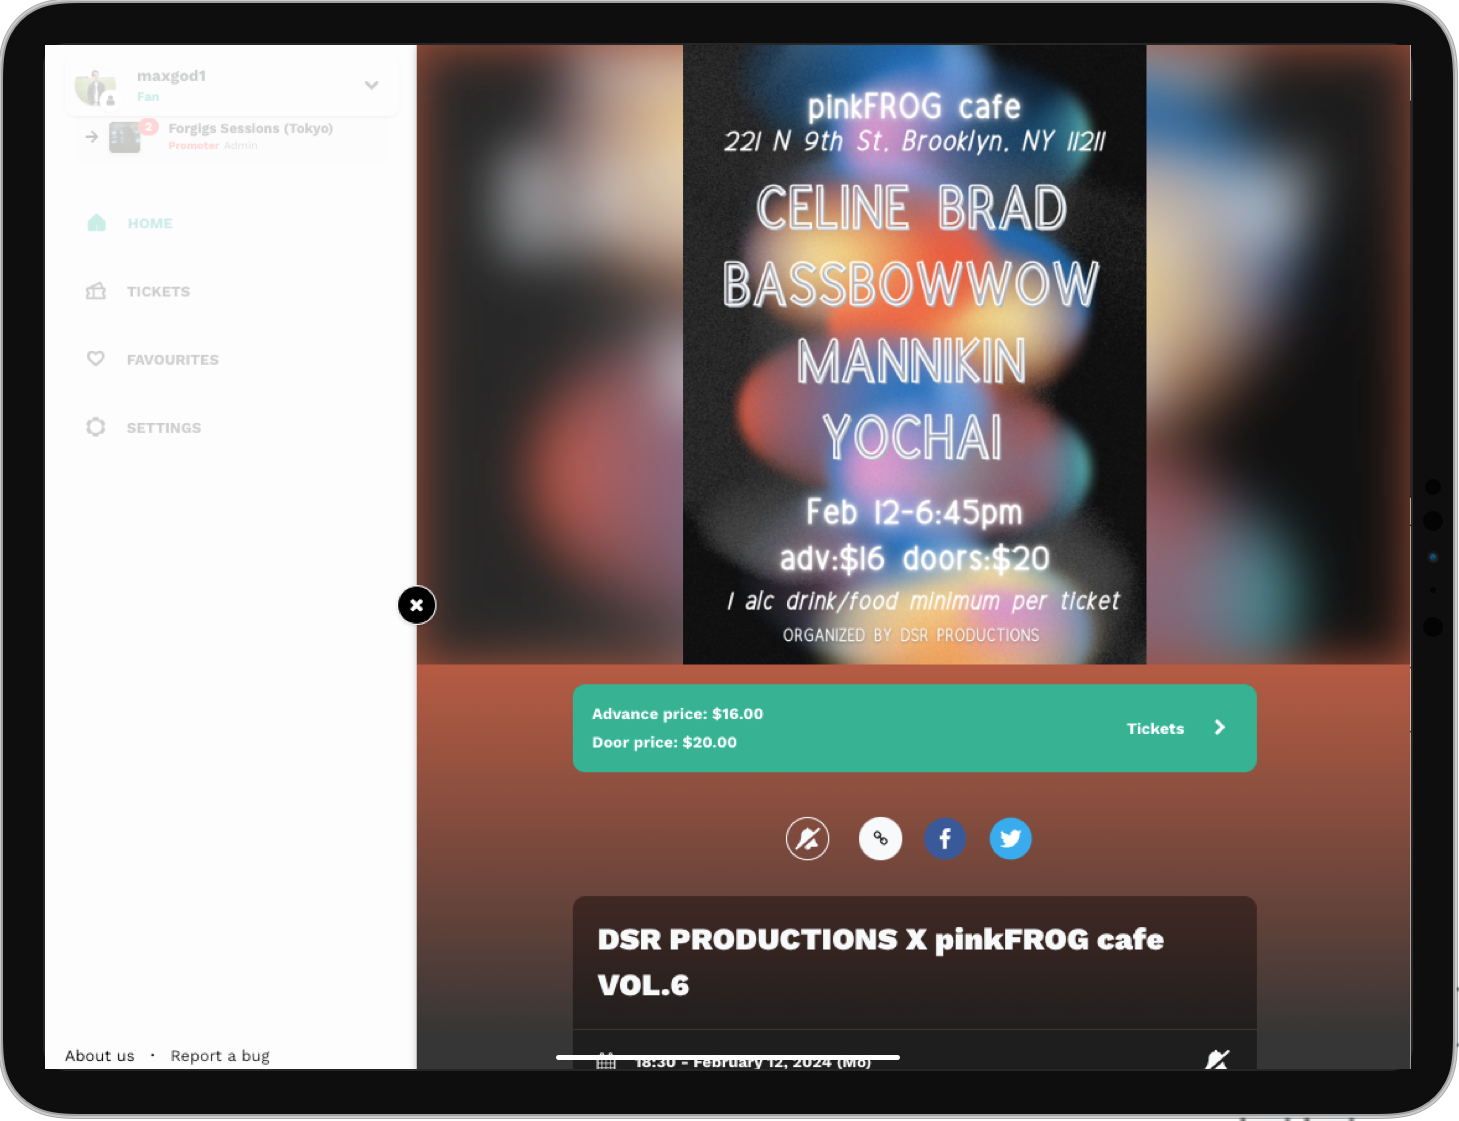 maxgod1
Fan
2
Forgigs Sessions (Tokyo)
Promoter Admin
HOME
TICKETS
FAVOURITES
SETTINGS
About us · Report a bug
pinkFROG cafe
221 N 9th St, Brooklyn, NY 11211
CELINE BRAD
BASSBOWWOW
MANNIKIN
YOCHAI
Feb 12-6:45pm
adv:$16 doors:$20
1 alc drink/food minimum per ticket
ORGANIZED BY DSR PRODUCTIONS
Advance price: $16.00
Door price: $20.00
Tickets
DSR PRODUCTIONS X pinkFROG cafe
VOL.6
18:30 - February 12, 2024 (Mo)